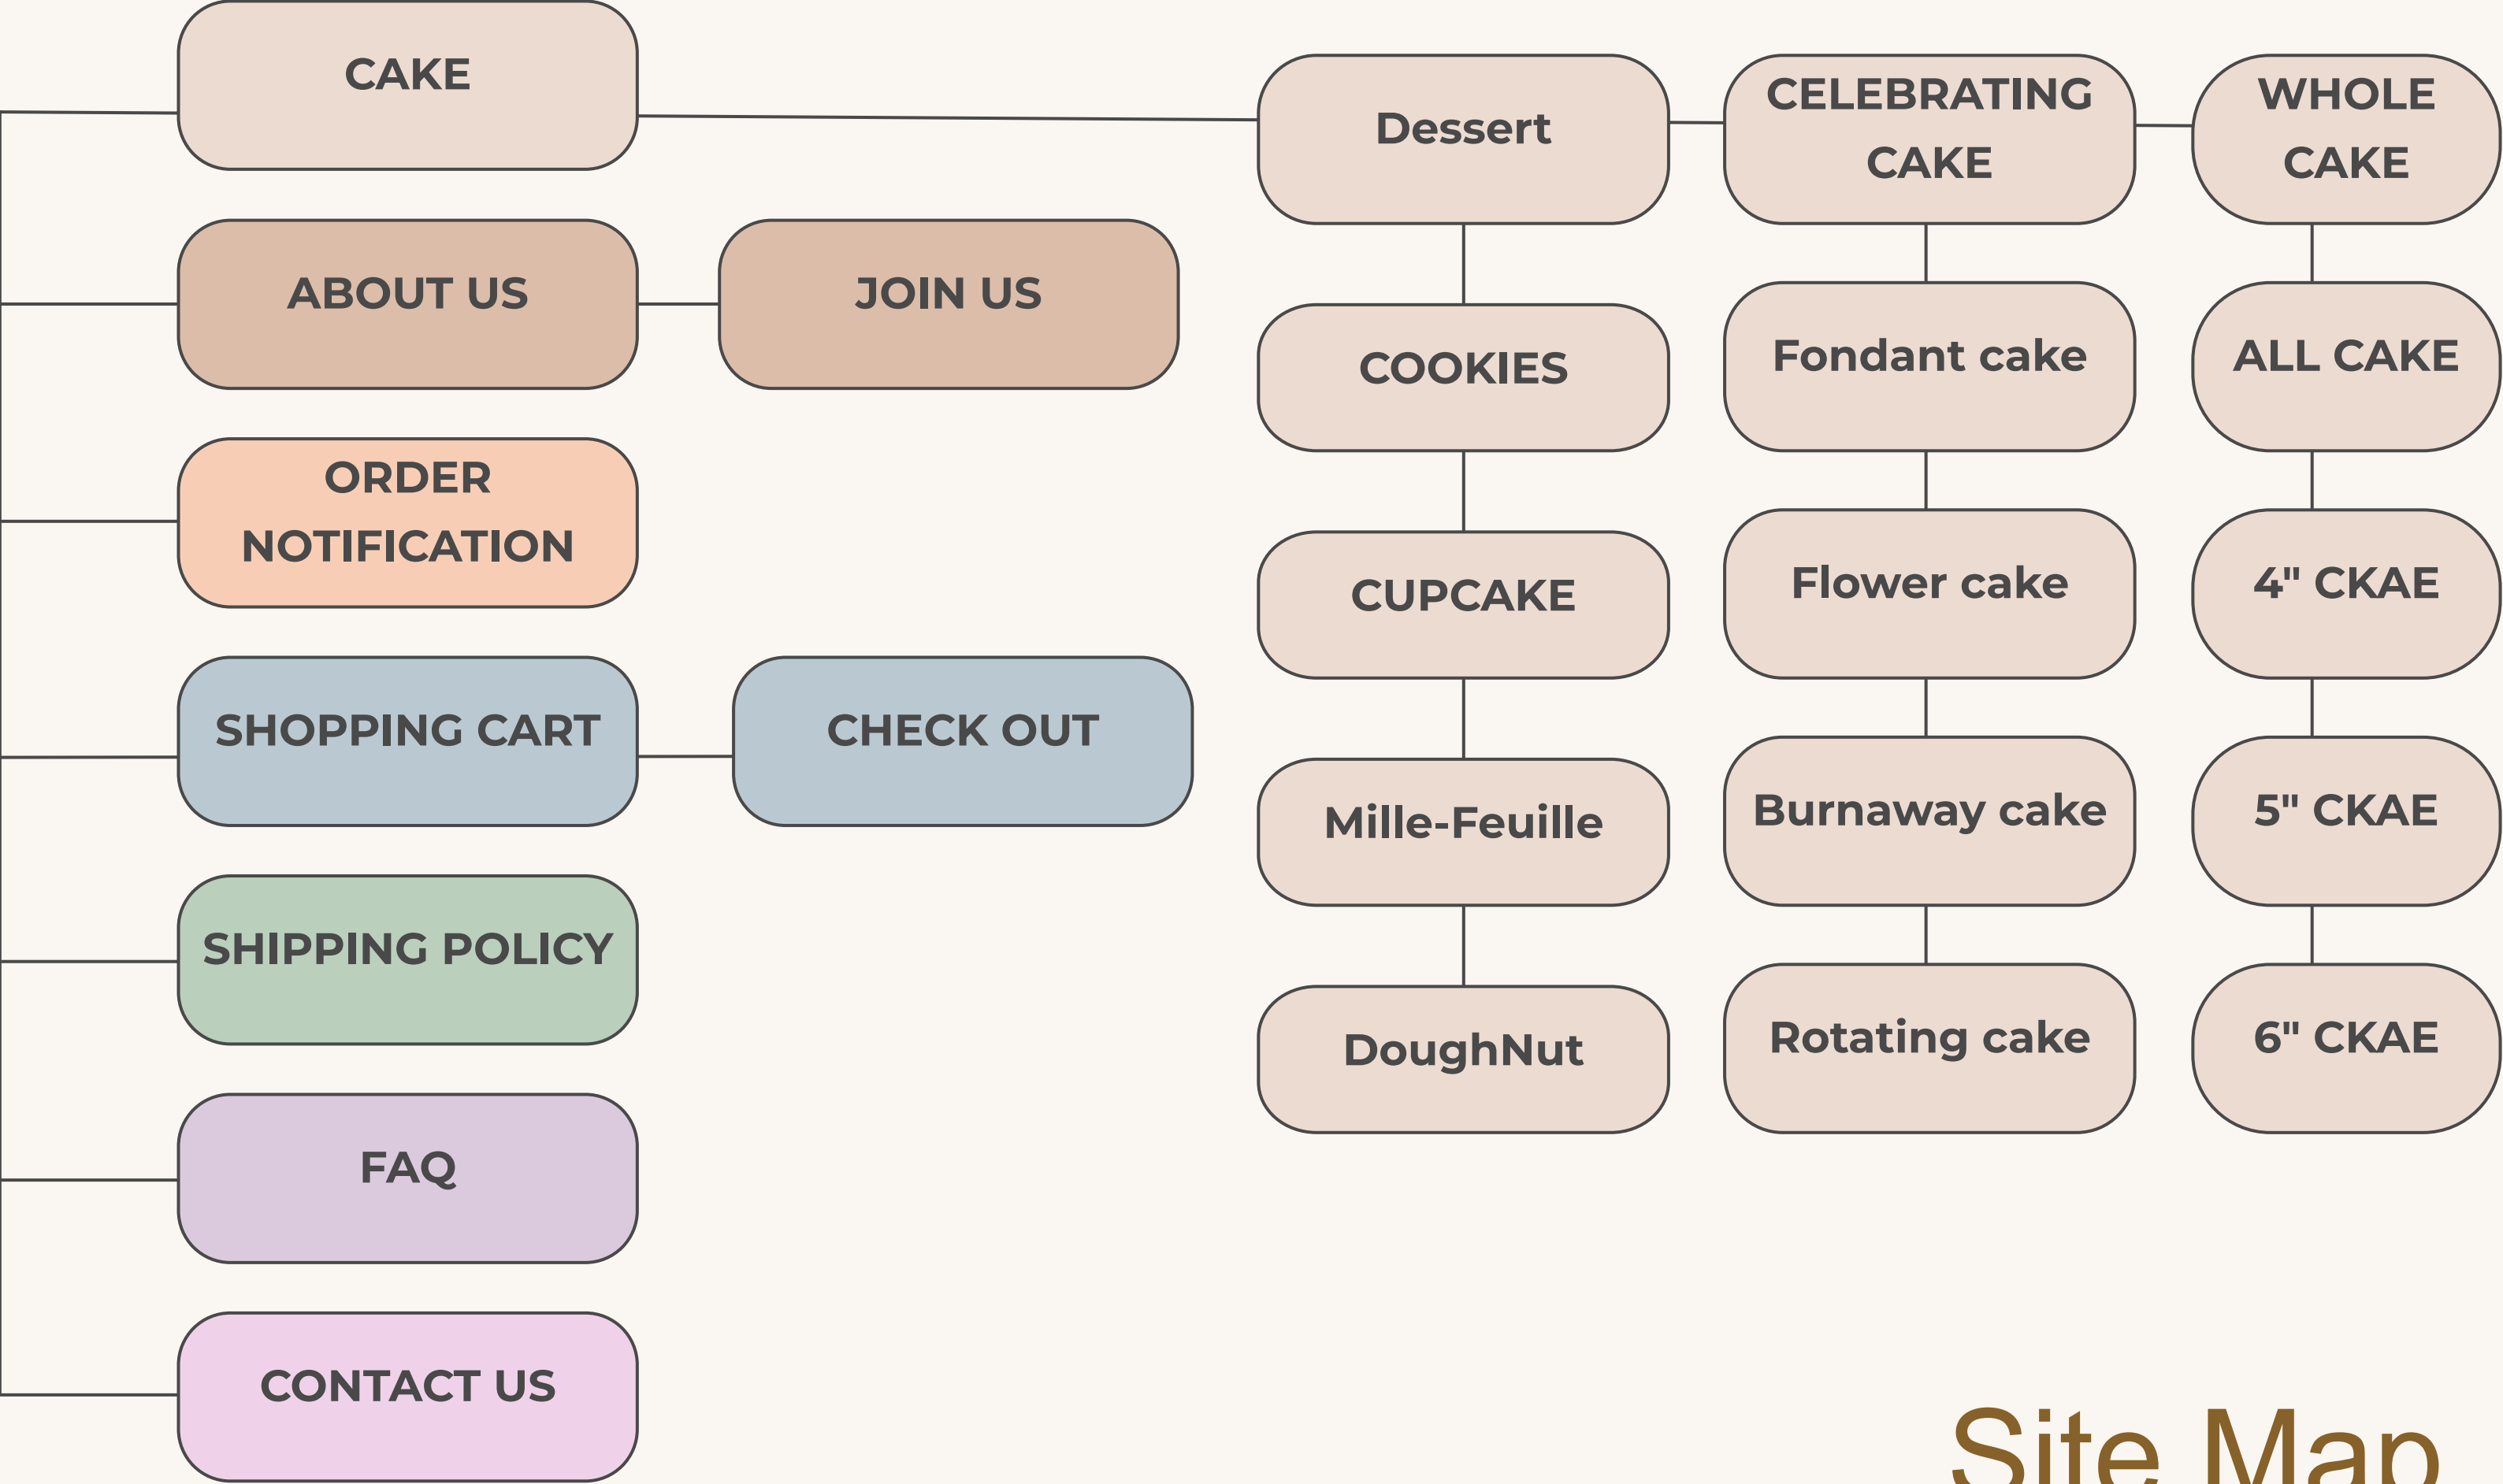 CAKE
ABOUT US
JOIN US
ORDER
NOTIFICATION
SHOPPING CART
CHECK OUT
SHIPPING POLICY
FAQ
CONTACT US
Dessert
COOKIES
CUPCAKE
Mille-Feuille
DoughNut
CELEBRATING
CAKE
Fondant cake
Flower cake
Burnaway cake
Rotating cake
WHOLE
CAKE
ALL CAKE
4" CKAE
5" CKAE
6" CKAE
Site Map